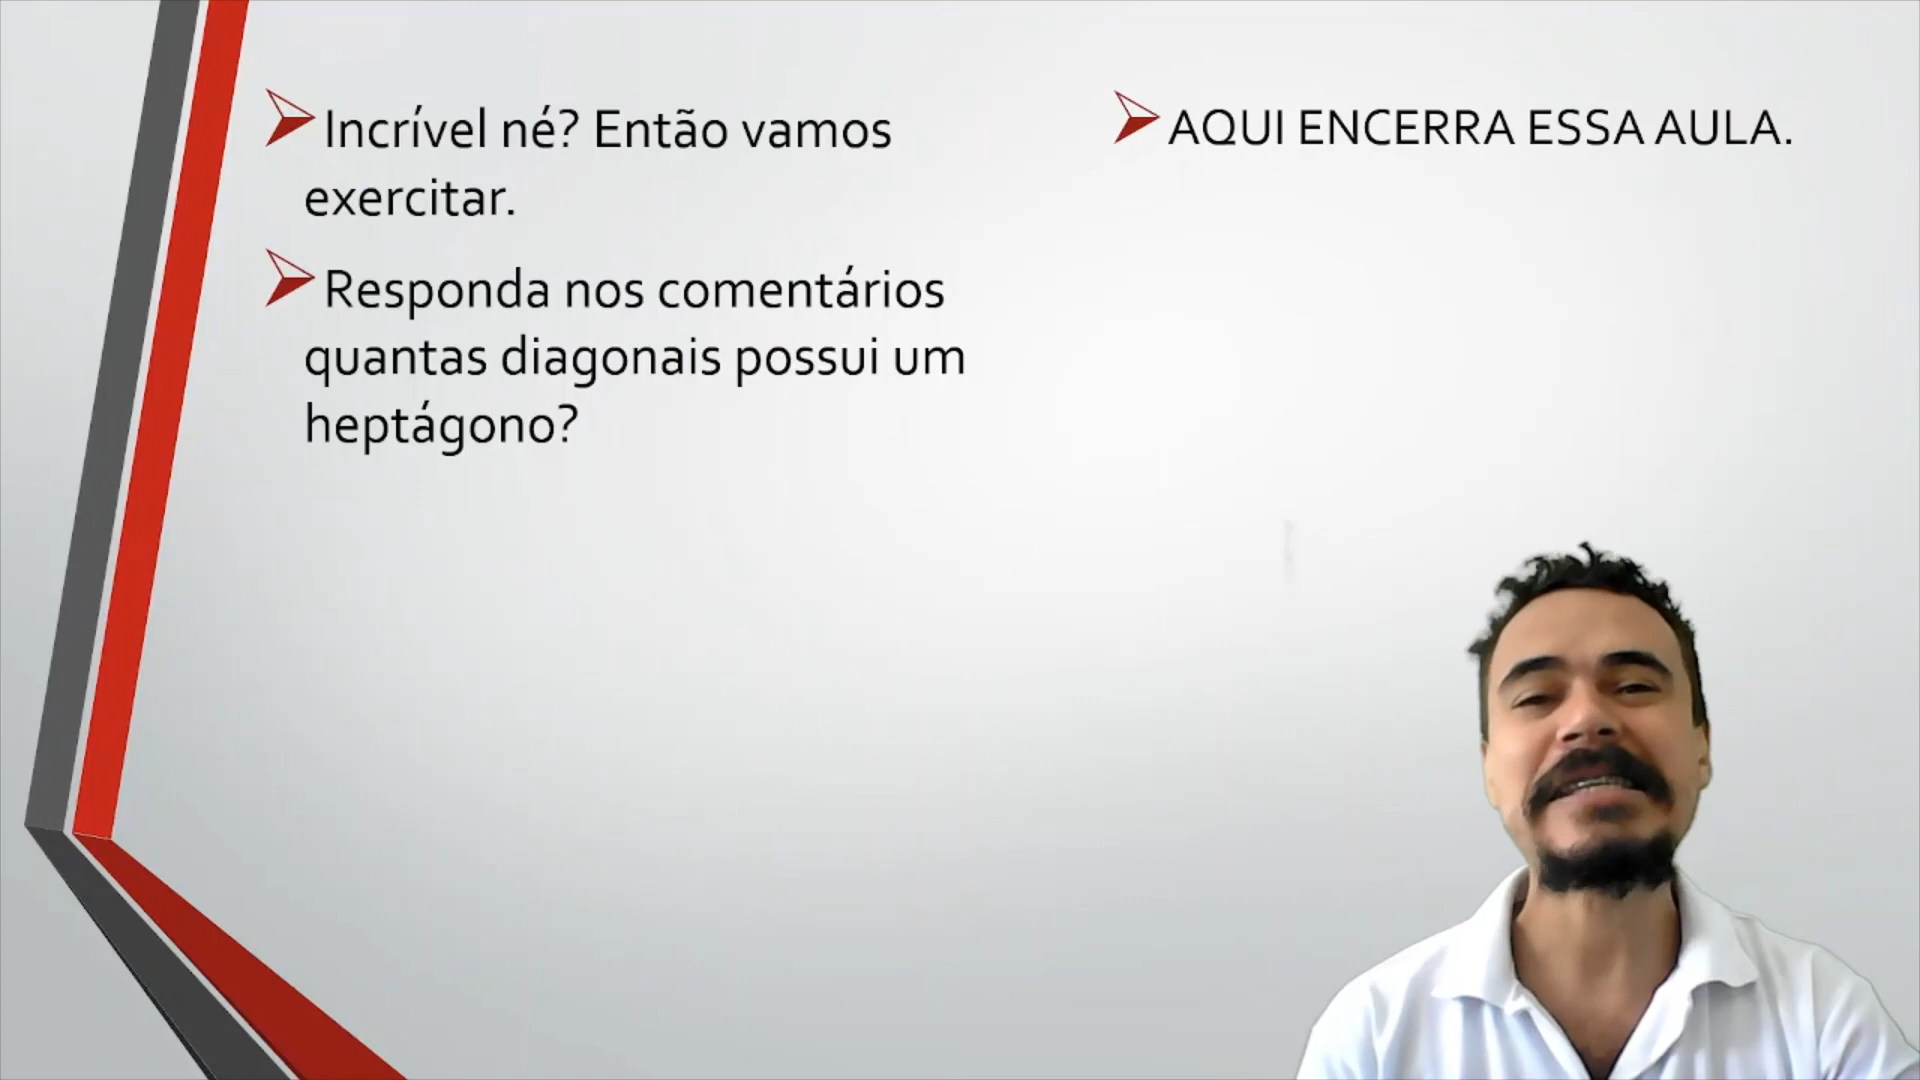 Incrível né? Então vamos
exercitar.
Responda nos comentários
quantas diagonais possui um
heptágono?
AQUI ENCERRA ESSA AULA.